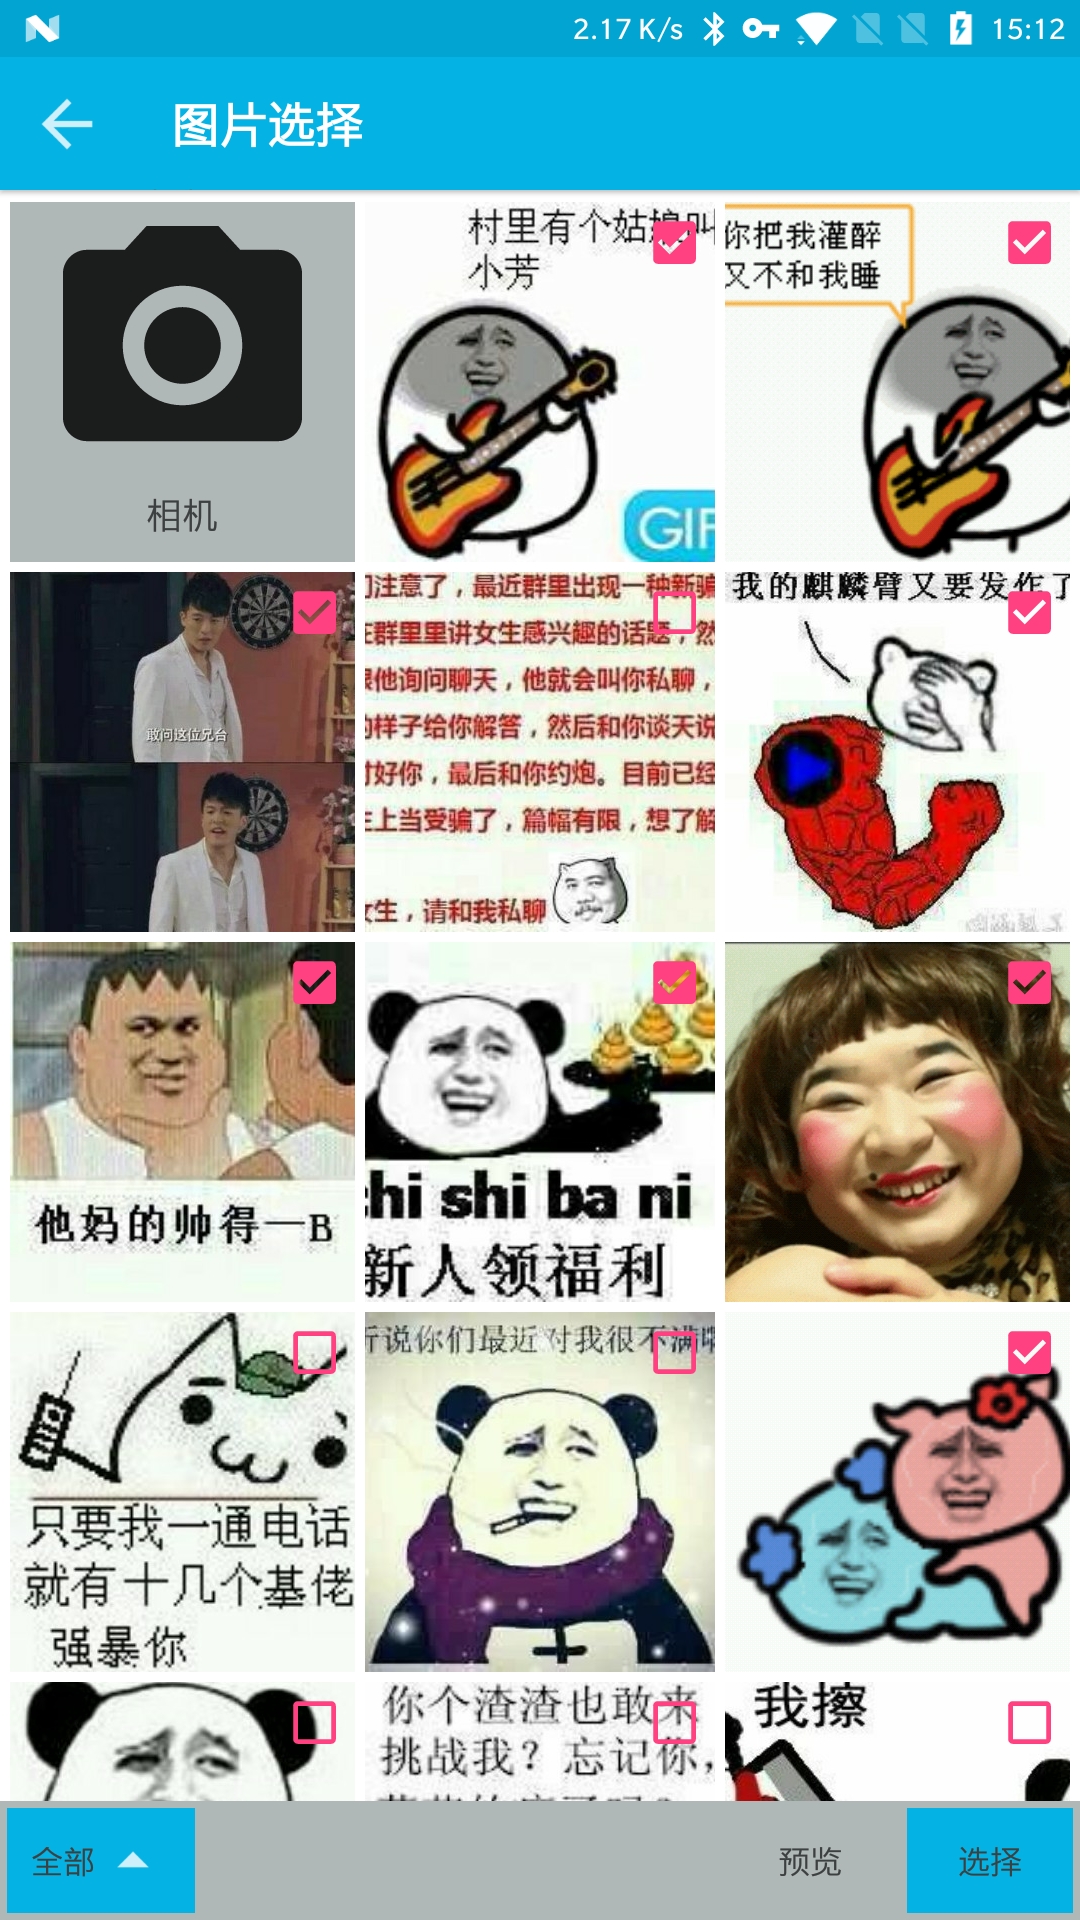 2.17 K/s
15:12
图片选择
相机
村里有个姑娘叫
小芳
GIF
你把我灌醉
又不和我睡
敢问这位兄台
注意了，最近群里出现一种新骗
群里里讲女生感兴趣的话题，然
他询问聊天，他就会叫你私聊，
样子给你解答，然后和你谈天说
好你，最后和你约炮。目前已经
上当受骗了，篇幅有限，想了解
生，请和我私聊
我的麒麟臂又要发作了
他妈的帅得一B
hi shi ba ni
新人领福利
只要我一通电话
就有十几个基佬
强暴你
听说你们最近对我很不满啊
你个渣渣也敢来
挑战我？忘记你，
我擦
全部
预览
选择